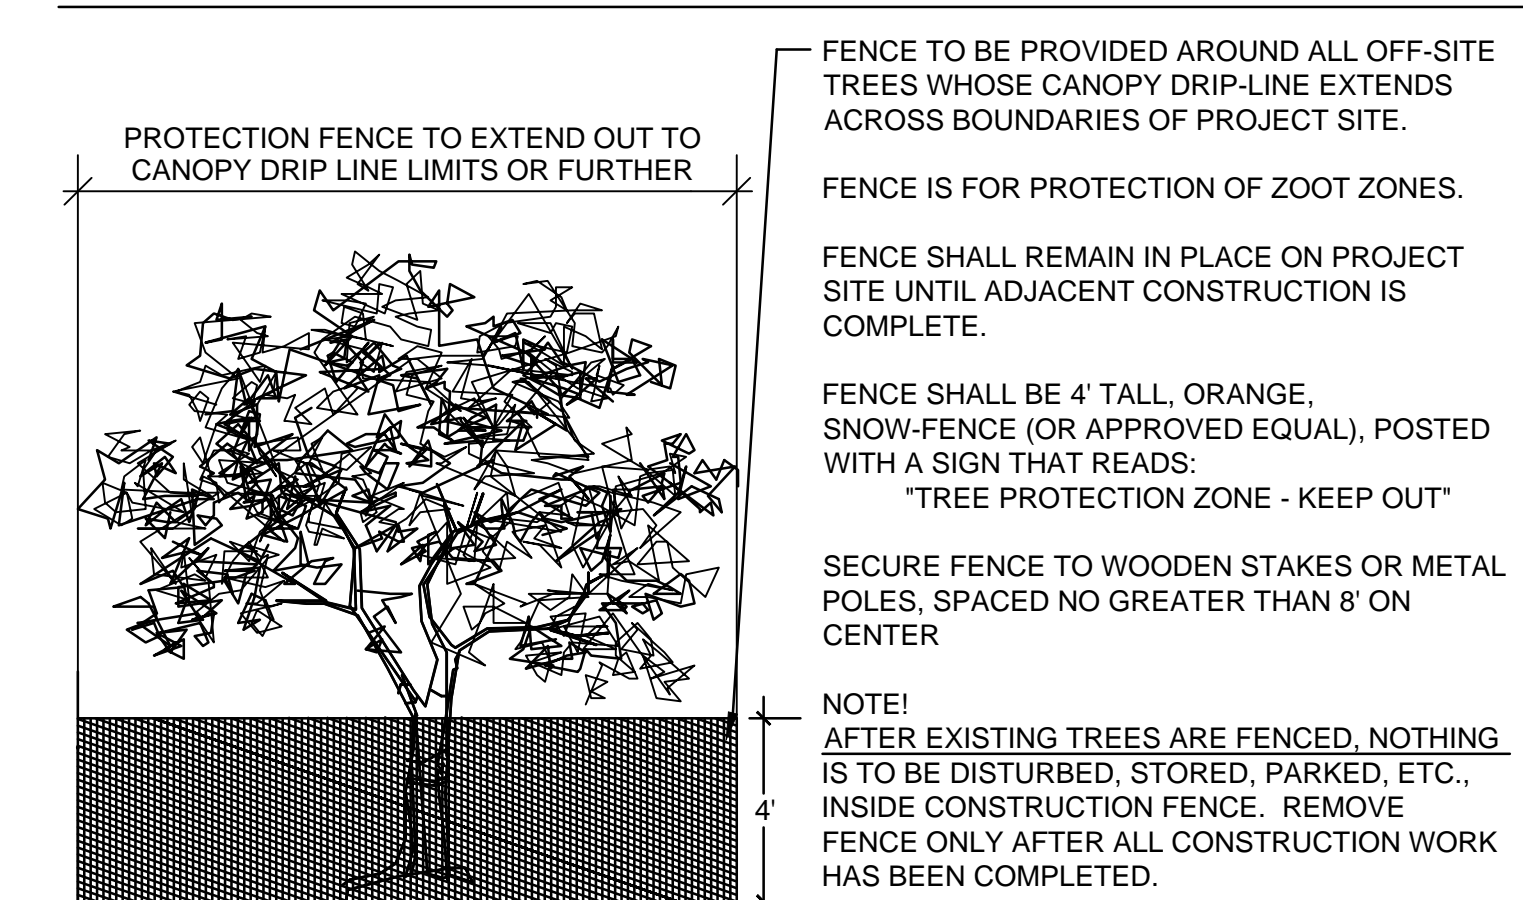 PROTECTION FENCE TO EXTEND OUT TO
CANOPY DRIP LINE LIMITS OR FURTHER
FENCE TO BE PROVIDED AROUND ALL OFF-SITE
TREES WHOSE CANOPY DRIP-LINE EXTENDS
ACROSS BOUNDARIES OF PROJECT SITE.
FENCE IS FOR PROTECTION OF ZOOT ZONES.
FENCE SHALL REMAIN IN PLACE ON PROJECT
SITE UNTIL ADJACENT CONSTRUCTION IS
COMPLETE.
FENCE SHALL BE 4' TALL, ORANGE,
SNOW-FENCE (OR APPROVED EQUAL), POSTED
WITH A SIGN THAT READS:
"TREE PROTECTION ZONE - KEEP OUT"
SECURE FENCE TO WOODEN STAKES OR METAL
POLES, SPACED NO GREATER THAN 8' ON
CENTER
NOTE!
AFTER EXISTING TREES ARE FENCED, NOTHING
IS TO BE DISTURBED, STORED, PARKED, ETC.,
INSIDE CONSTRUCTION FENCE.  REMOVE
FENCE ONLY AFTER ALL CONSTRUCTION WORK
HAS BEEN COMPLETED.
4'